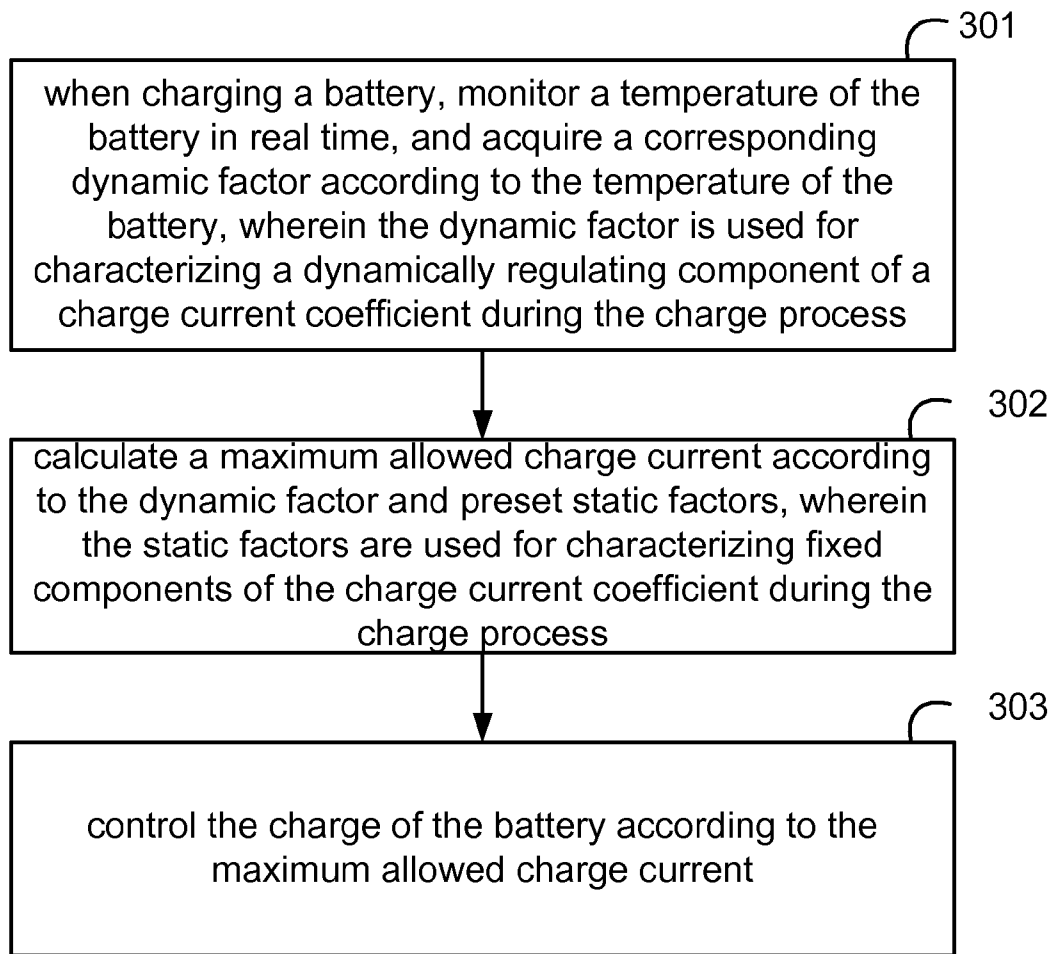 301
when charging a battery, monitor a temperature of the
battery in real time, and acquire a corresponding
dynamic factor according to the temperature of the
battery, wherein the dynamic factor is used for
characterizing a dynamically regulating component of a
charge current coefficient during the charge process
302
calculate a maximum allowed charge current according
to the dynamic factor and preset static factors, wherein
the static factors are used for characterizing fixed
components of the charge current coefficient during the
charge process
303
control the charge of the battery according to the
maximum allowed charge current